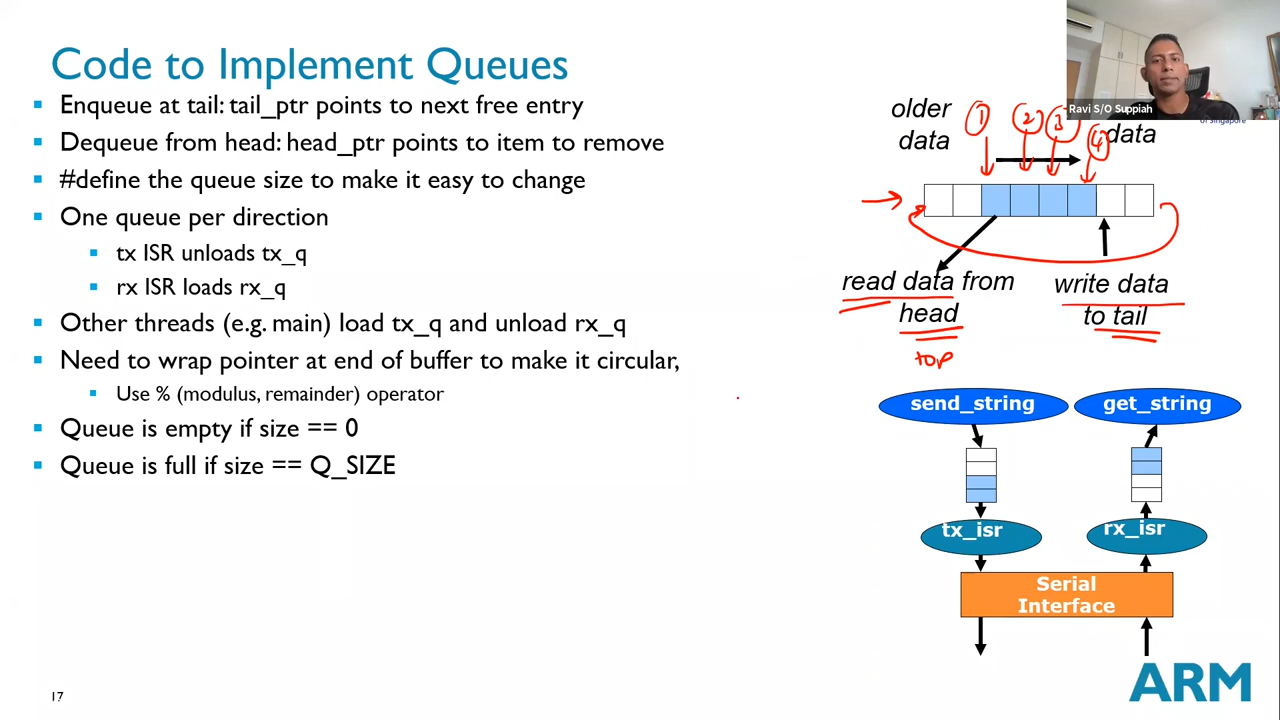 Code to Implement Queues
Enqueue at tail: tail_ptr points to next free entry
Dequeue from head: head_ptr points to item to remove
#define the queue size to make it easy to change
One queue per direction
tx ISR unloads tx_q
rx ISR loads rx_q
Other threads (e.g. main) load tx_q and unload rx_q
Need to wrap pointer at end of buffer to make it circular,
Use % (modulus, remainder) operator
Queue is empty if size == 0
Queue is full if size == Q_SIZE
17
Ravi S/O Suppiah
of Singapore
older
data
1 2 3 4
data
read data from
head
top
write data
to tail
send_string get_string
tx_isr rx_isr
Serial
Interface
ARM